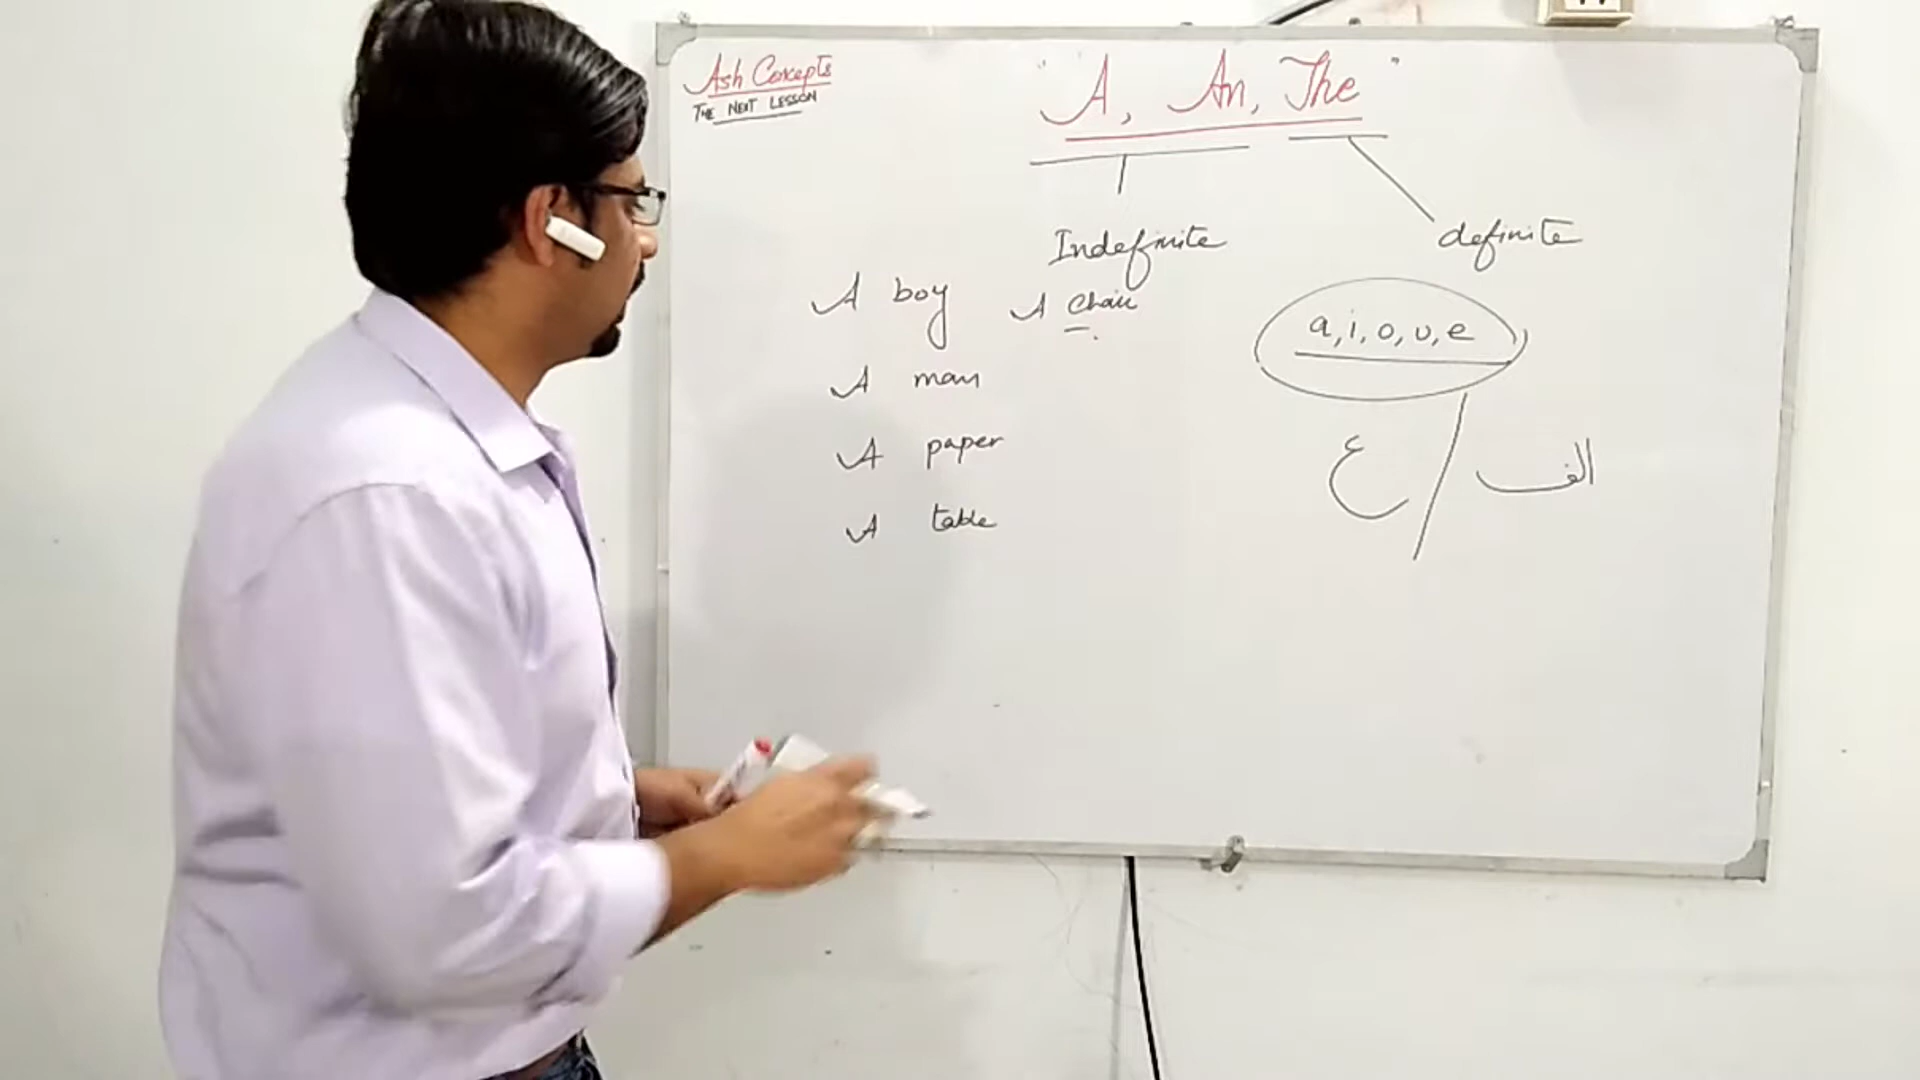 Ash Concepts
THE NEXT LESSON
"A, An, The"
Indefinite definite
A boy A Chair
a, i, o, u, e
A man
A paper
ع / الف
A table